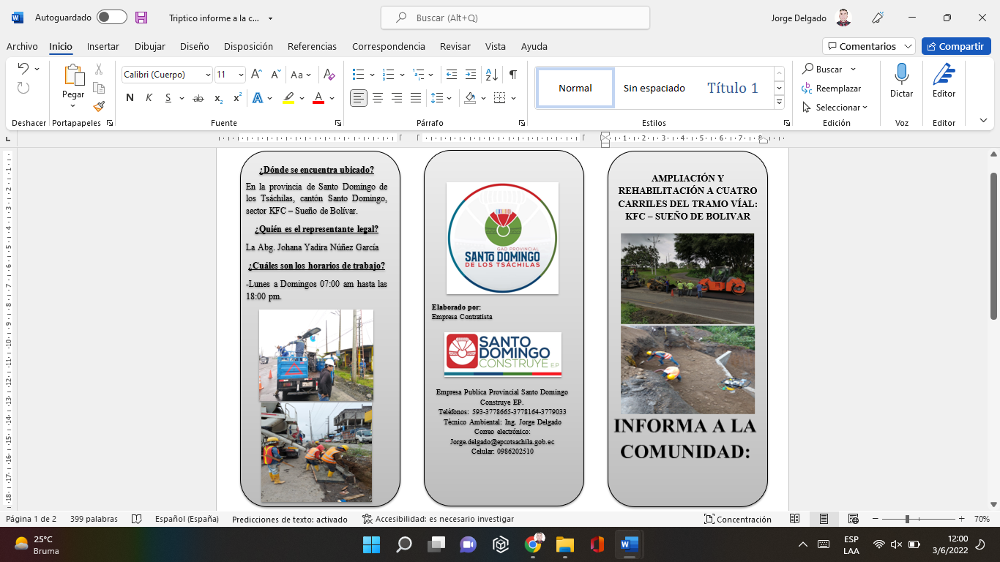 Autoguardado
Triptico informe a la c...
Buscar (Alt+Q)
Jorge Delgado
Archivo
Inicio
Insertar
Dibujar
Diseño
Disposición
Referencias
Correspondencia
Revisar
Vista
Ayuda
Comentarios
Compartir
Pegar
Calibri (Cuerpo)
11
Aa
N K S ab x₂ x²
Normal
Sin espaciado
Título 1
Buscar
Reemplazar
Seleccionar
Dictar
Editor
Deshacer
Portapapeles
Fuente
Párrafo
Estilos
Edición
Voz
Editor
¿Dónde se encuentra ubicado?
En la provincia de Santo Domingo de
los Tsáchilas, cantón Santo Domingo,
sector KFC – Sueño de Bolívar.
¿Quién es el representante legal?
La Abg. Johana Yadira Núñez García
¿Cuáles son los horarios de trabajo?
-Lunes a Domingos 07:00 am hasta las
18:00 pm.
GAD PROVINCIAL
SANTO DOMINGO
DE LOS TSÁCHILAS
Elaborado por:
Empresa Contratista
SANTO
DOMINGO
CONSTRUYE E.P.
Empresa Publica Provincial Santo Domingo
Construye EP.
Teléfonos: 593-3778665-3778164-3779033
Técnico Ambiental: Ing. Jorge Delgado
Correo electrónico:
Jorge.delgado@epcotsachila.gob.ec
Celular: 0986202510
AMPLIACIÓN Y
REHABILITACIÓN A CUATRO
CARRILES DEL TRAMO VÍAL:
KFC – SUEÑO DE BOLIVAR
INFORMA A LA
COMUNIDAD:
Página 1 de 2
399 palabras
Español (España)
Predicciones de texto: activado
Accesibilidad: es necesario investigar
Concentración
70%
25°C
Bruma
ESP
LAA
12:00
3/6/2022